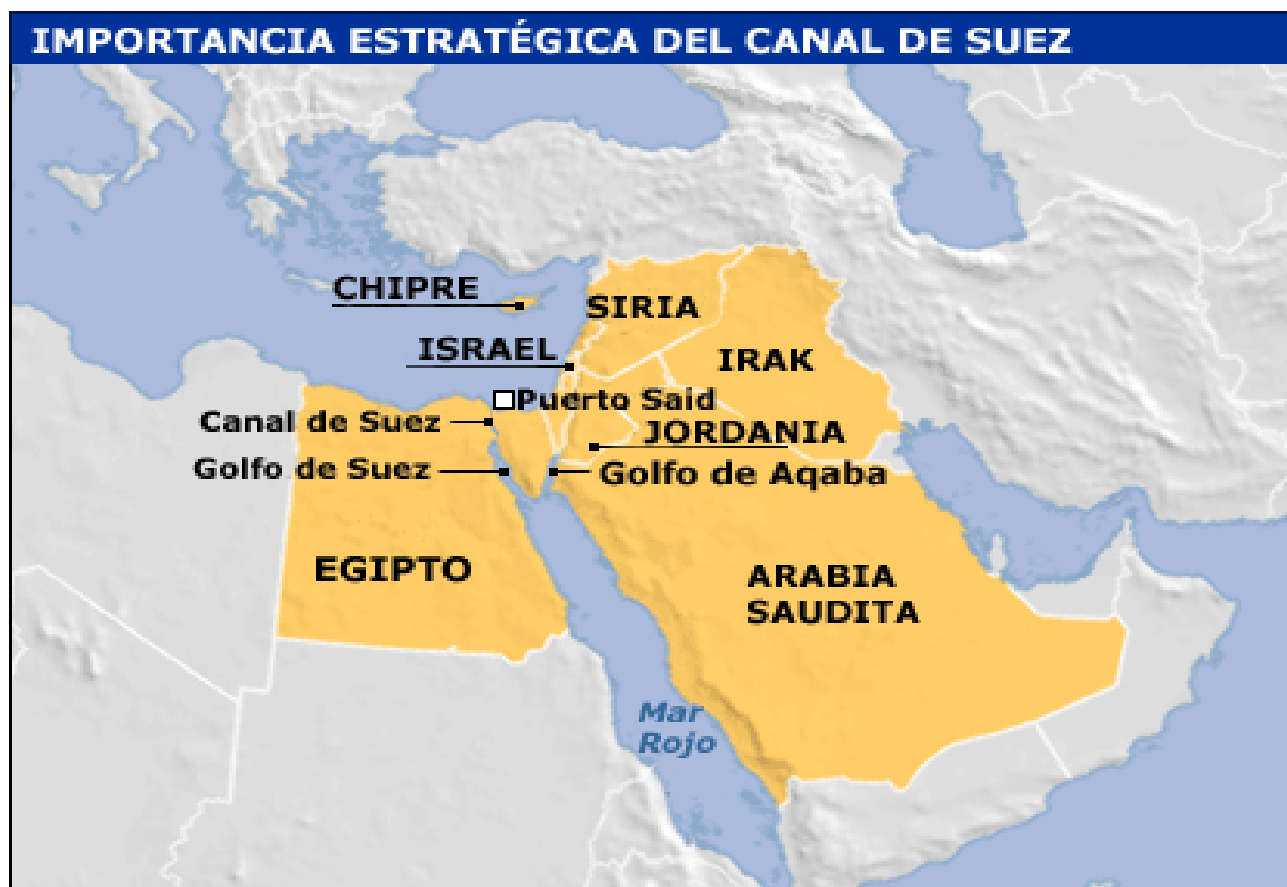 IMPORTANCIA ESTRATÉGICA DEL CANAL DE SUEZ
CHIPRE
SIRIA
ISRAEL
IRAK
Puerto Said
Canal de Suez
JORDANIA
Golfo de Suez
Golfo de Aqaba
EGIPTO
ARABIA
SAUDITA
Mar
Rojo